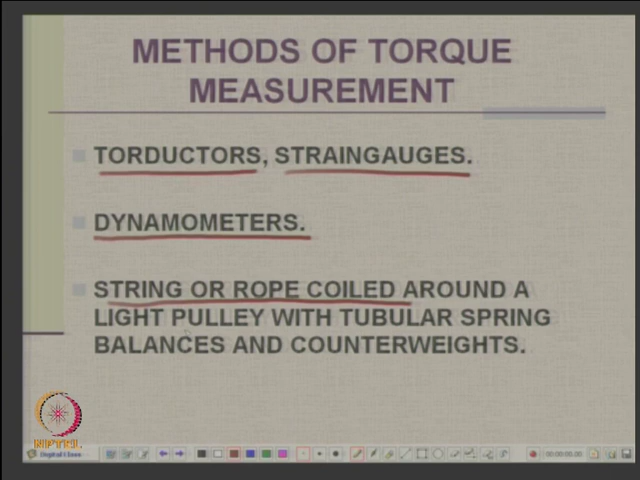 METHODS OF TORQUE
MEASUREMENT
TORDUCTORS, STRAINGAUGES.
DYNAMOMETERS.
STRING OR ROPE COILED AROUND A
LIGHT PULLEY WITH TUBULAR SPRING
BALANCES AND COUNTERWEIGHTS.
NPTEL